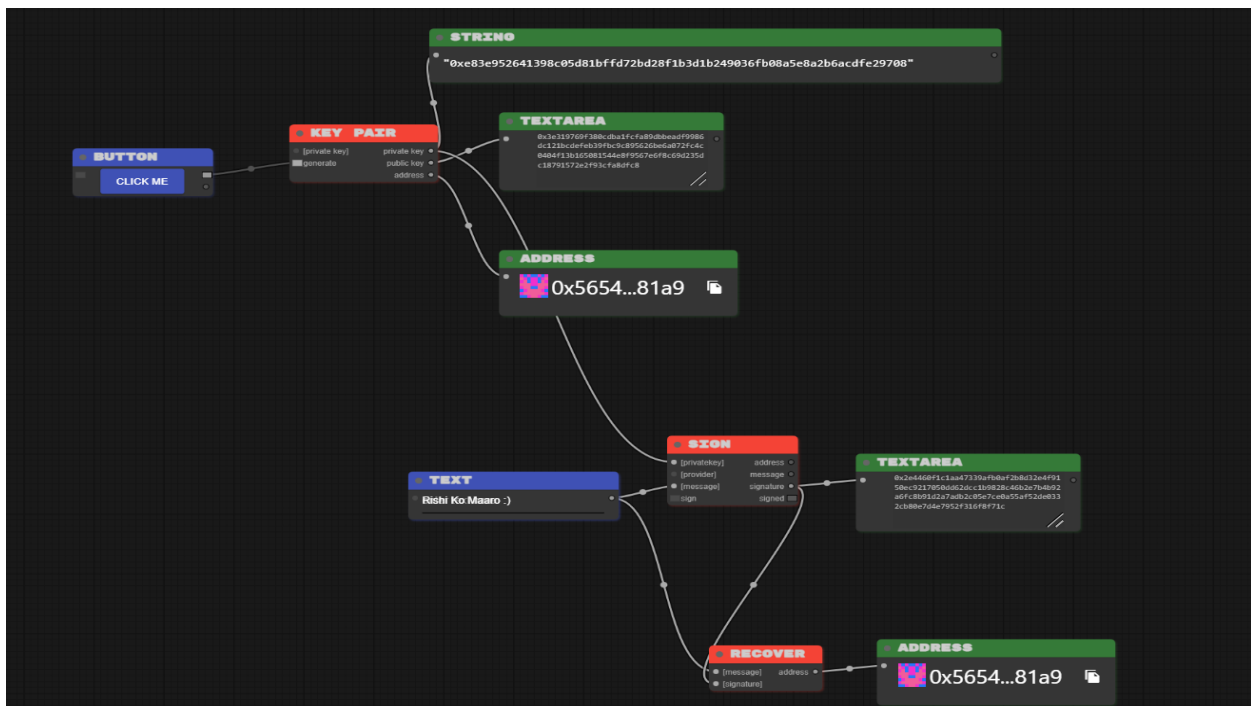 STRING
"0xe83e952641398c05d81bffd72bd28f1b3d1b249036fb08a5e8a2b6acdfe29708"
KEY PAIR
[private key] private key
generate public key
address
TEXTAREA
0x3e319769f380cdba1fcfa89dbbeadf9986
dc121bcdefeb39fbc9c895626be6a072fc4c
0404f13b165081544e8f9567e6f8c69d235d
c18791572e2f93cfa8dfc8
BUTTON
CLICK ME
ADDRESS
0x5654...81a9
SIGN
[privatekey] address
[provider] message
[message] signature
sign signed
TEXT
Rishi Ko Maaro :)
TEXTAREA
0x2e4460f1c1aa47339afb0af2b8d32e4f91
50ec9217050dd62dcc1b9828c46b2e7b4b92
a6fc8b91d2a7adb2c05e7ce0a55af52de033
2cb80e7d4e7952f316f8f71c
RECOVER
[message] address
[signature]
ADDRESS
0x5654...81a9